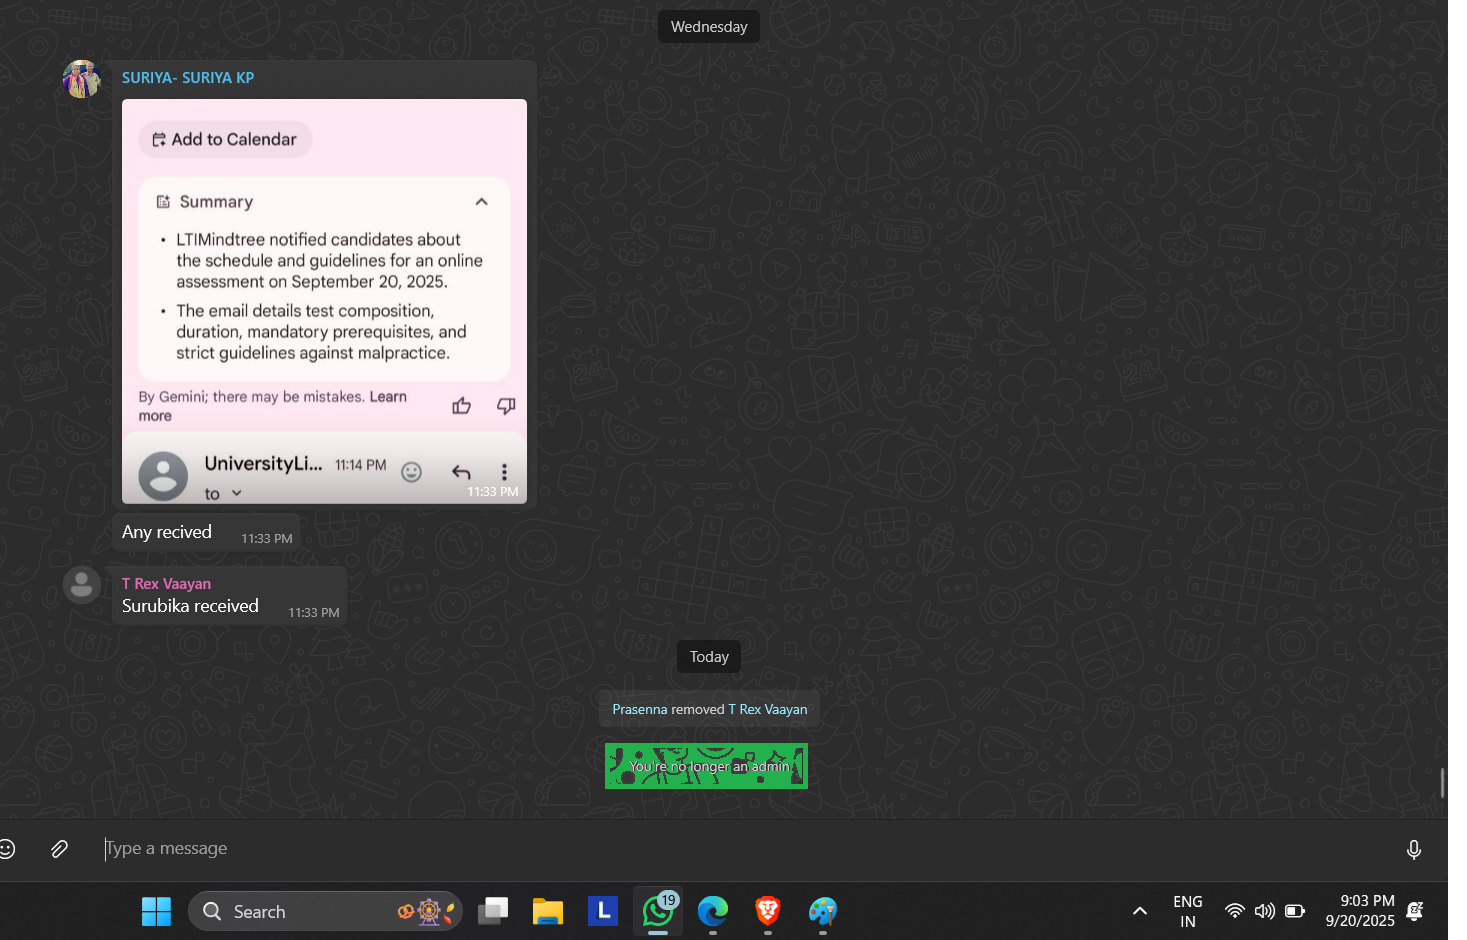 Wednesday
SURIYA- SURIYA KP
Add to Calendar
Summary
• LTIMindtree notified candidates about
the schedule and guidelines for an online
assessment on September 20, 2025.
• The email details test composition,
duration, mandatory prerequisites, and
strict guidelines against malpractice.
By Gemini; there may be mistakes. Learn
more
UniversityLi... 11:14 PM
to
11:33 PM
Any recived 11:33 PM
T Rex Vaayan
Surubika received 11:33 PM
Today
Prasenna removed T Rex Vaayan
You're no longer an admin
Type a message
Search
L
19
ENG
IN
9:03 PM
9/20/2025